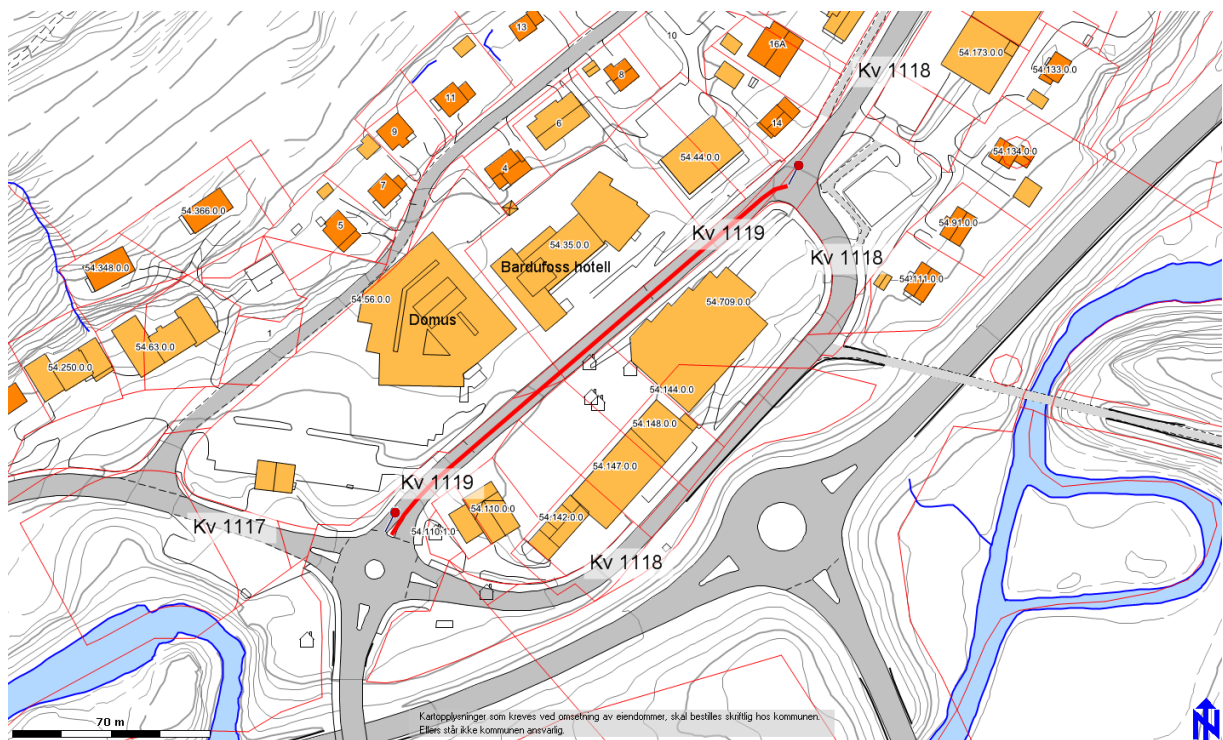 13
10
16A
Kv 1118
54.173.0.0
54.133.0.0
8
11
6
14
9
54.44.0.0
54.134.0.0
4
7
54.366.0.0
5
Kv 1119
54.91.0.0
54.35.0.0
Kv 1118
Bardufoss hotell
54.348.0.0
54.111.0.0
54.56.0.0
54.709.0.0
Domus
1
54.63.0.0
54.250.0.0
54.144.0.0
54.148.0.0
54.147.0.0
Kv 1119
54.110.0.0
54.142.0.0
Kv 1117
54.110.1.0
Kv 1118
70 m
Kartopplysninger som kreves ved omsetning av eiendommer, skal bestilles skriftlig hos kommunen.
Ellers står ikke kommunen ansvarlig.
N